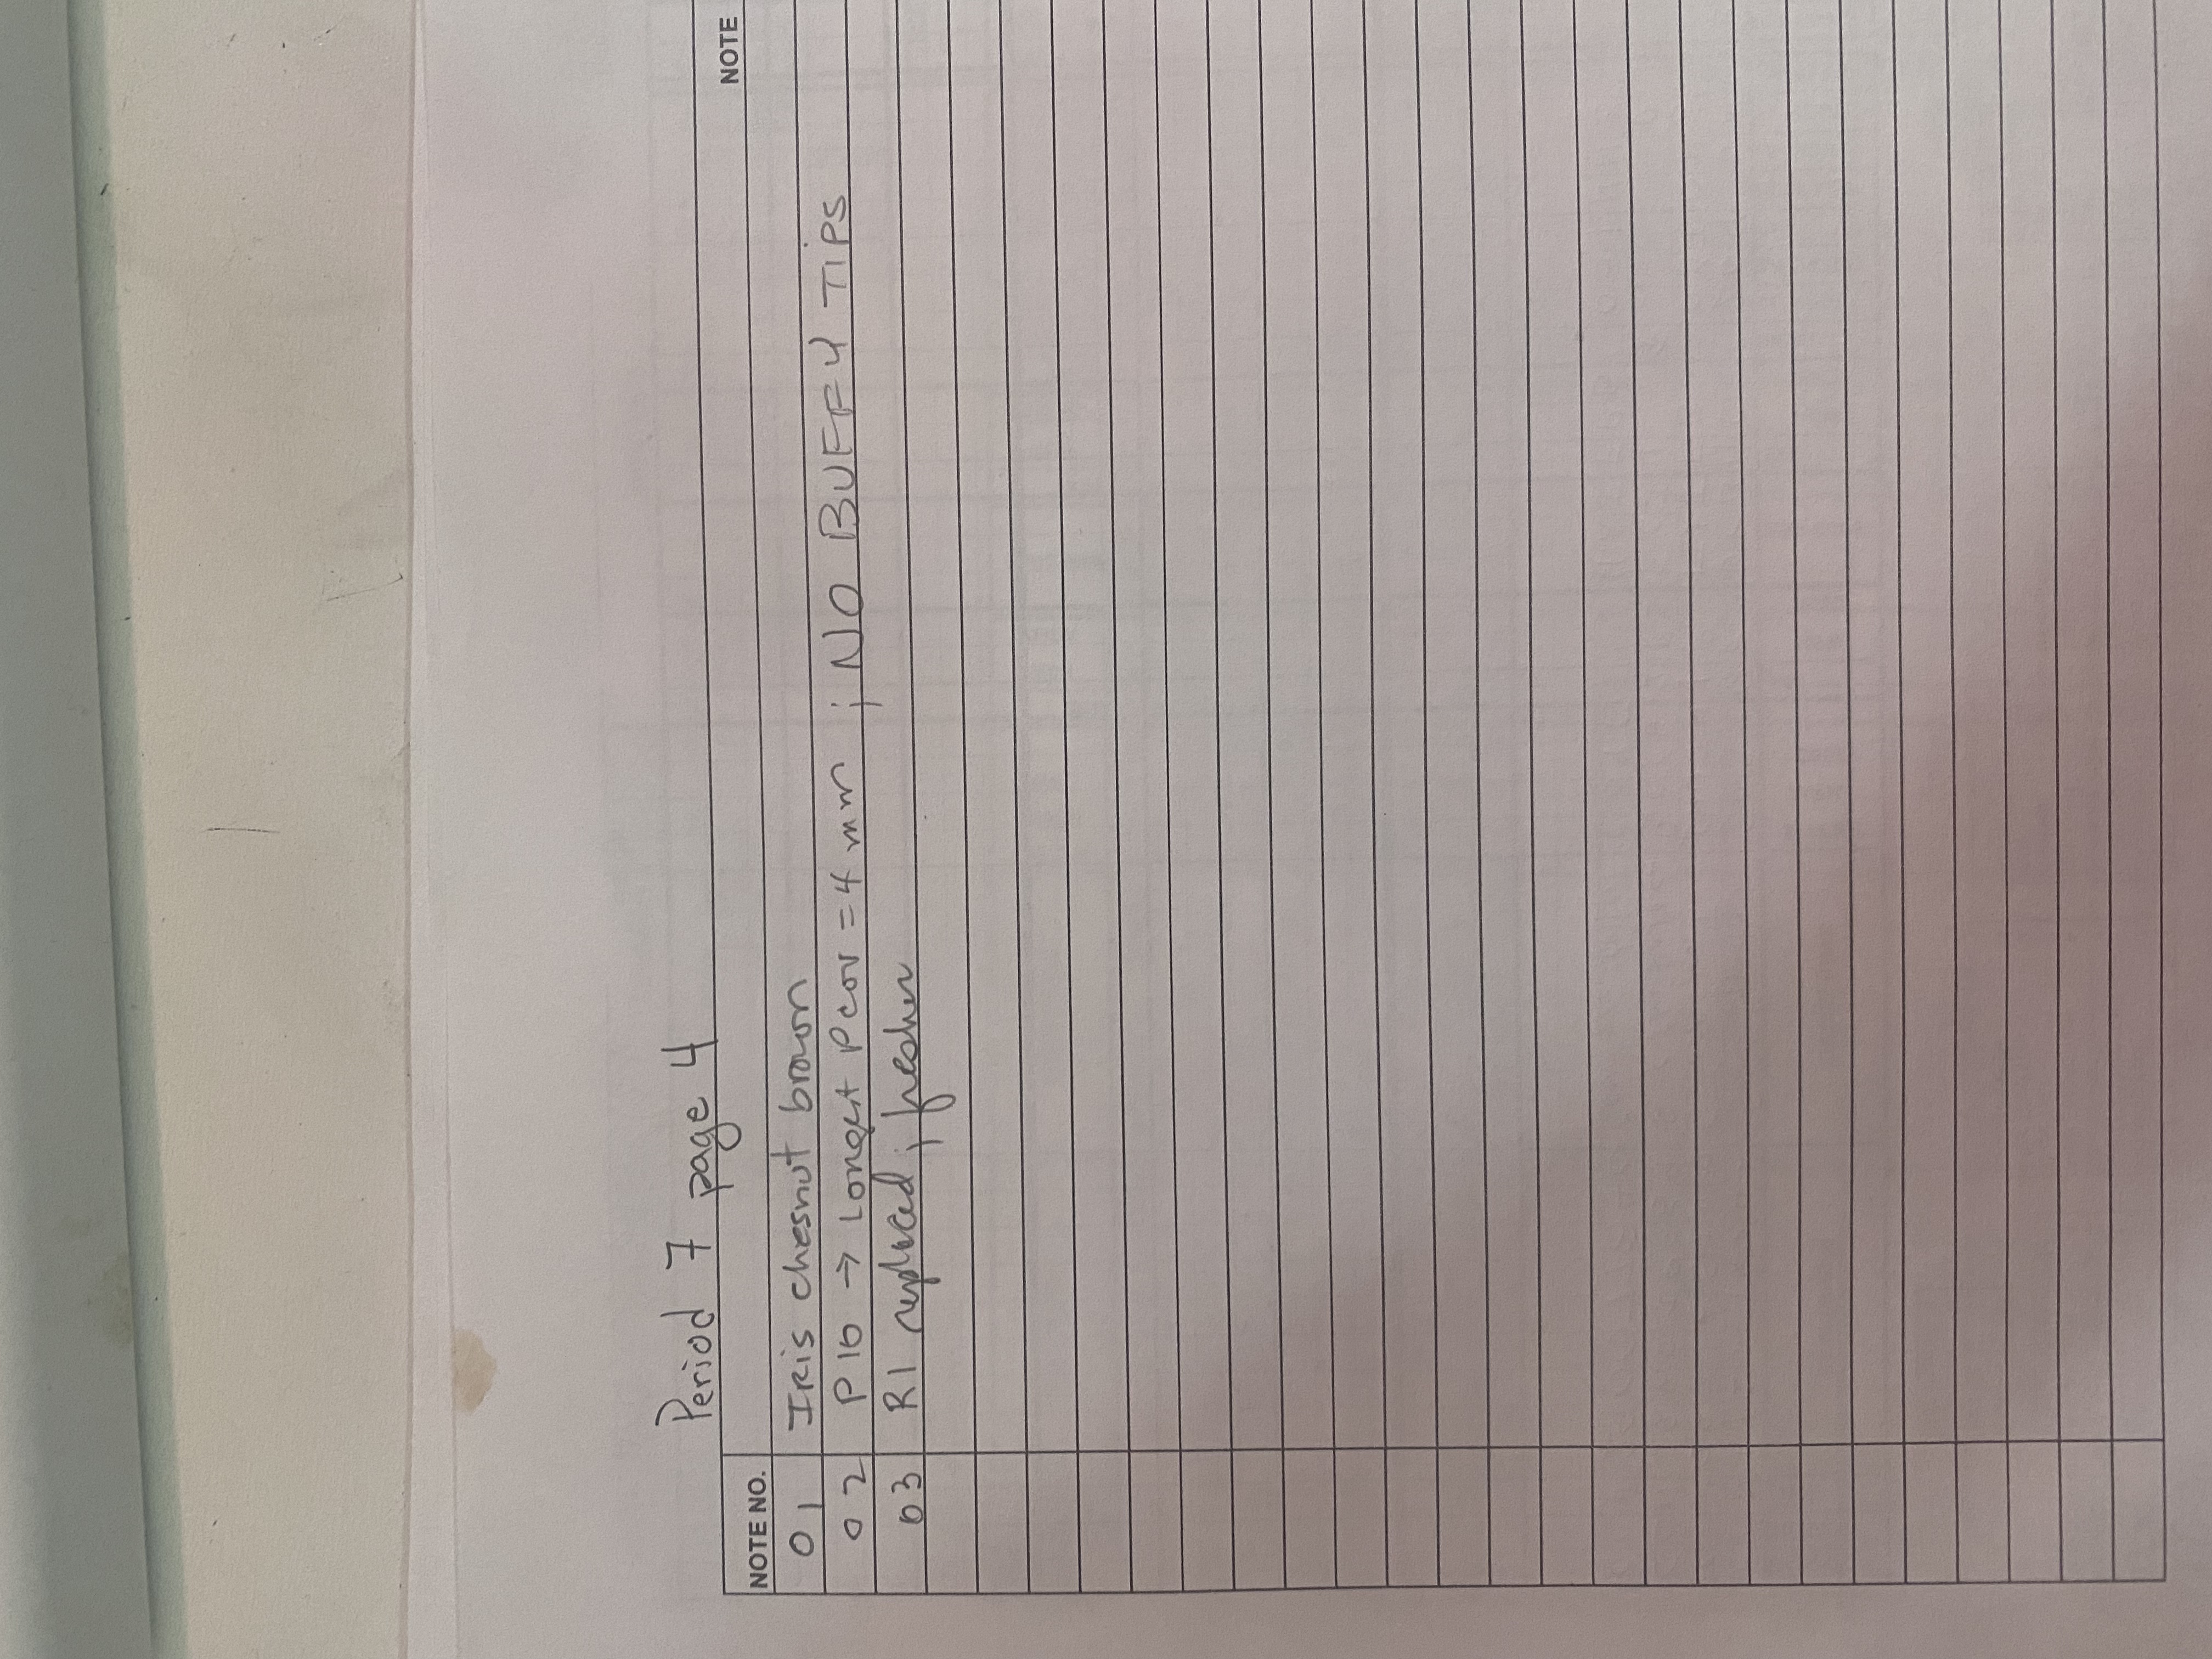 Period 7 page 4
NOTE NO. NOTE
01 IRis chesnut brown
02 P10 → Longest Pcov = 4 mm ; NO BUFFY TIPS
03 R1 replaced; fresher